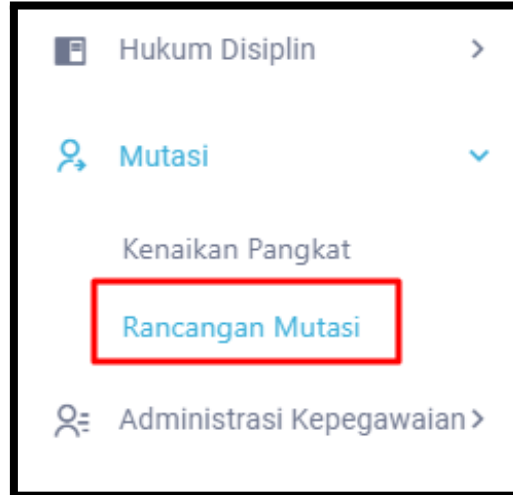 Hukum Disiplin
Mutasi
Kenaikan Pangkat
Rancangan Mutasi
Administrasi Kepegawaian